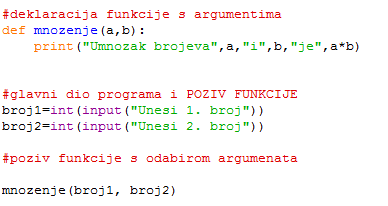 #deklaracija funkcije s argumentima
def mnozenje(a,b):
    print("Umnozak brojeva",a,"i",b,"je",a*b)
#glavni dio programa i POZIV FUNKCIJE
broj1=int(input("Unesi 1. broj"))
broj2=int(input("Unesi 2. broj"))
#poziv funkcije s odabirom argumenata
mnozenje(broj1, broj2)